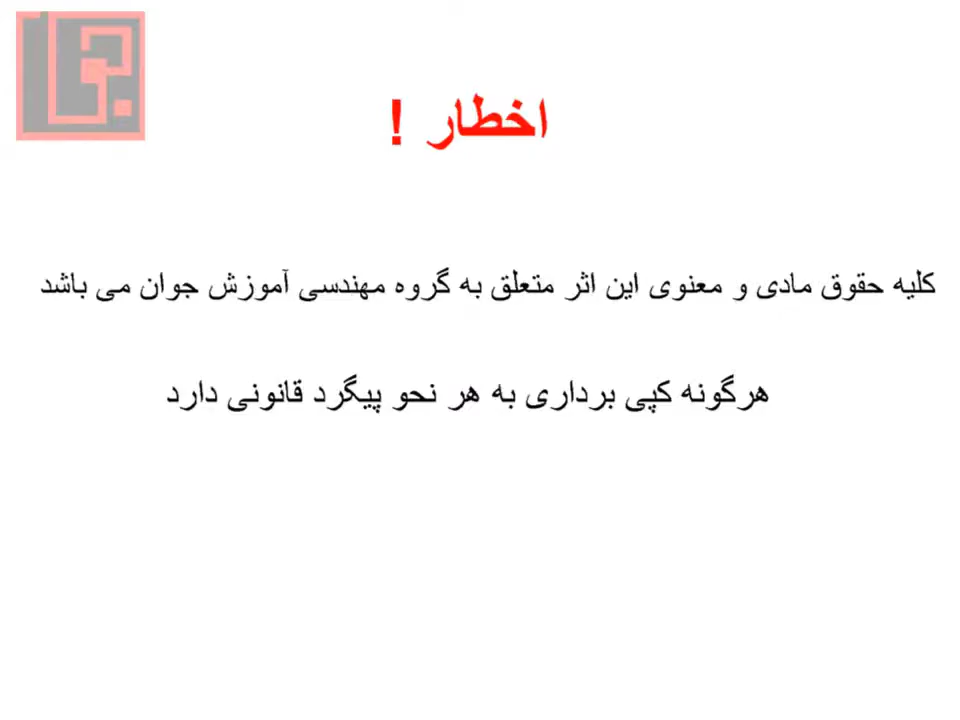 اخطار !
کلیه حقوق مادی و معنوی این اثر متعلق به گروه مهندسی آموزش جوان می باشد
هرگونه کپی برداری به هر نحو پیگرد قانونی دارد